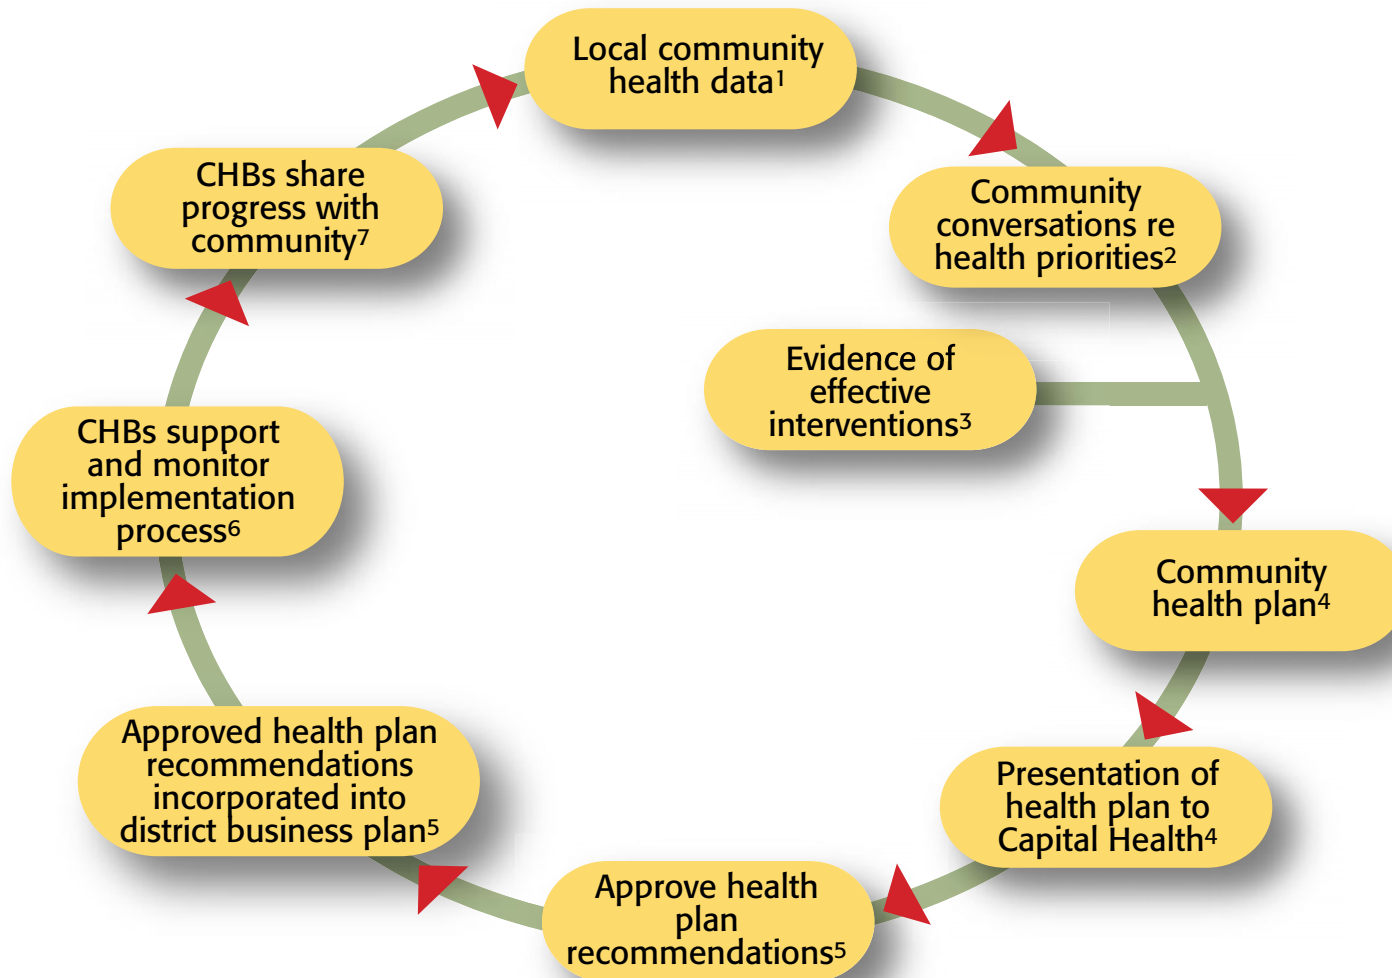 Local community
health data¹
Community
conversations re
health priorities²
Evidence of
effective
interventions³
Community
health plan⁴
Presentation of
health plan to
Capital Health⁴
Approve health
plan
recommendations⁵
Approved health plan
recommendations
incorporated into
district business plan⁵
CHBs support
and monitor
implementation
process⁶
CHBs share
progress with
community⁷